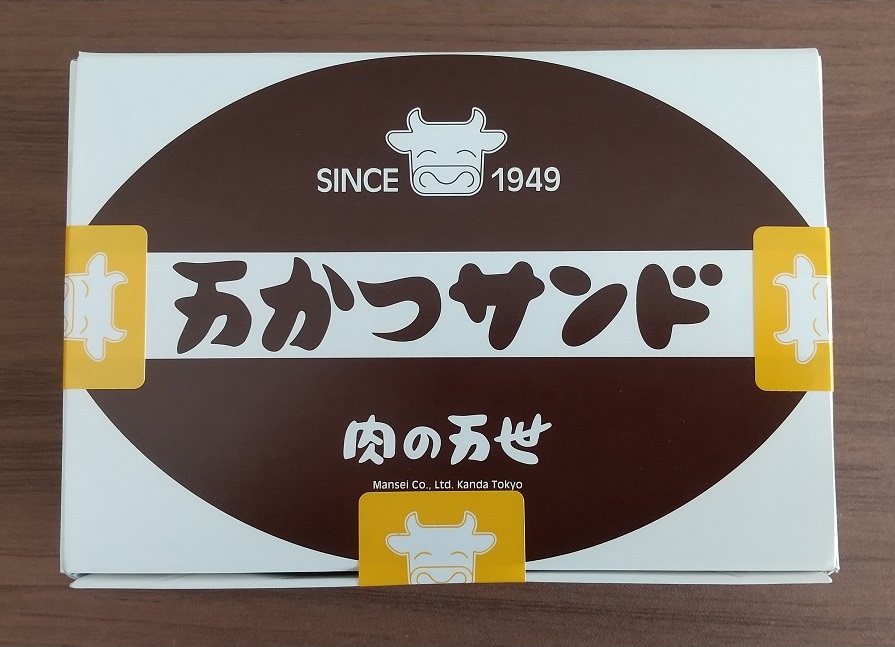 SINCE 1949
万かつサンド
肉の万世
Mansei Co., Ltd. Kanda Tokyo